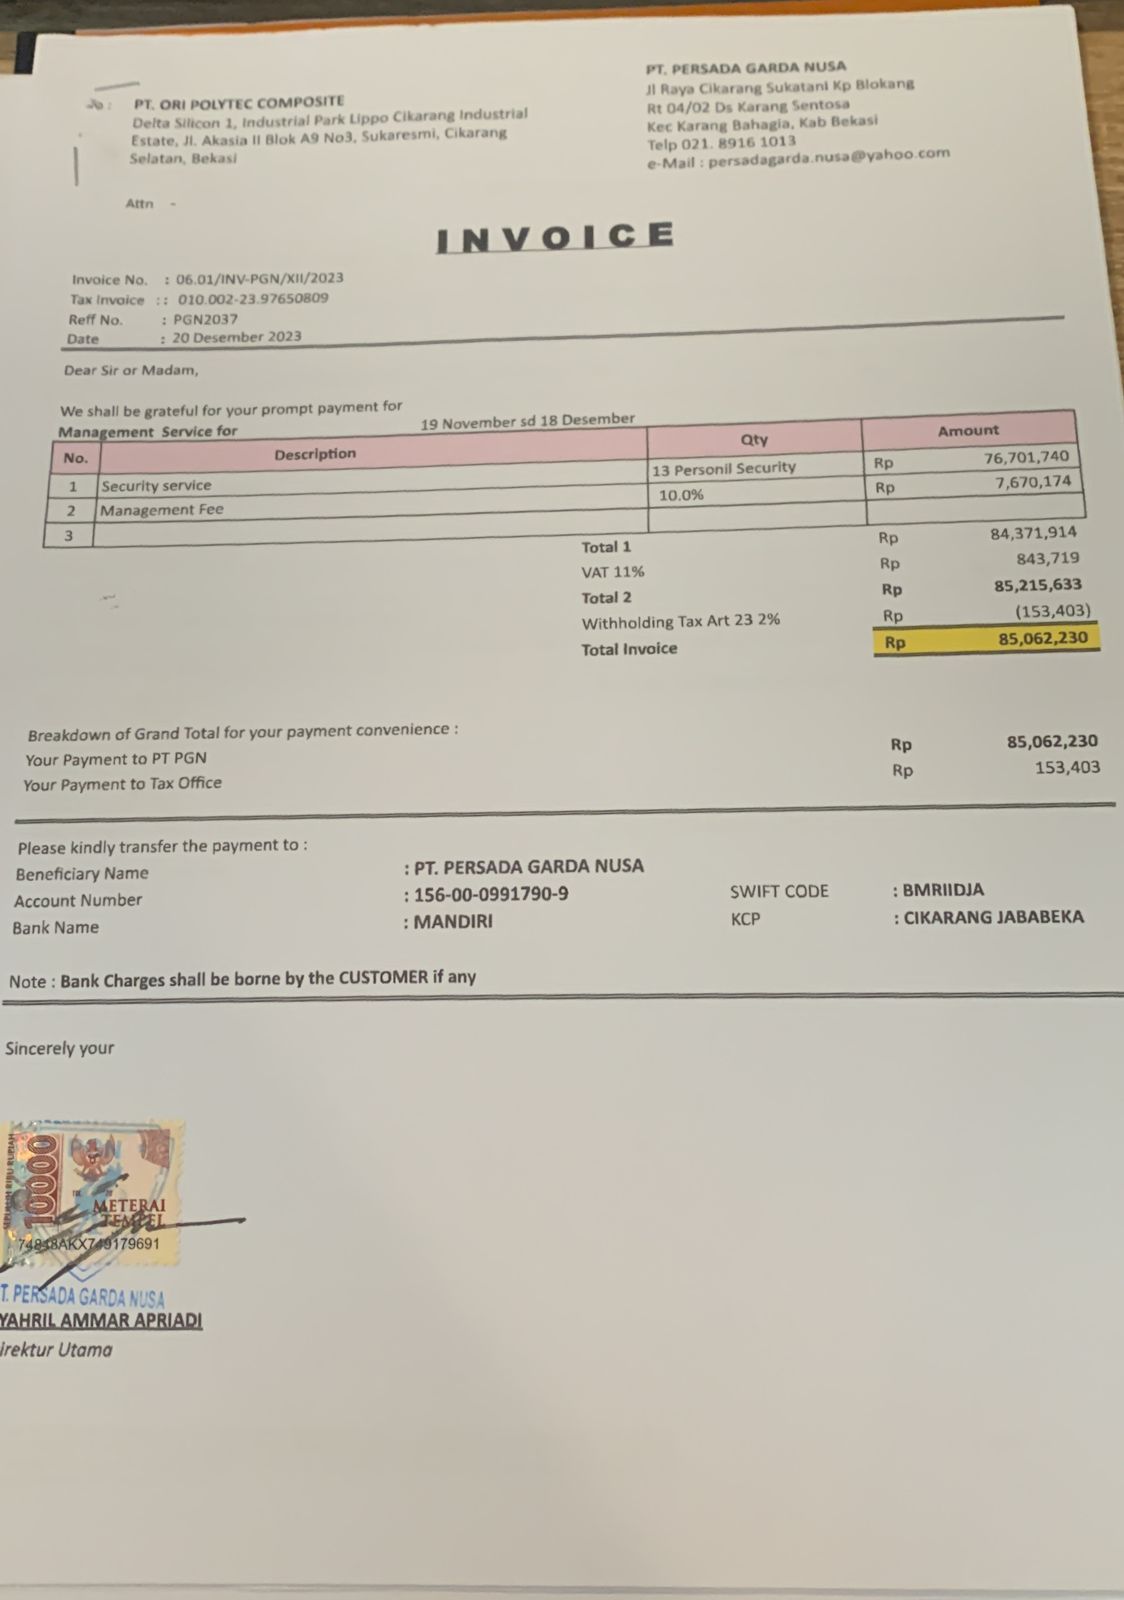 To : PT. ORI POLYTEC COMPOSITE
Delta Silicon 1, Industrial Park Lippo Cikarang Industrial
Estate, Jl. Akasia II Blok A9 No3, Sukaresmi, Cikarang
Selatan, Bekasi
Attn -
PT. PERSADA GARDA NUSA
Jl Raya Cikarang Sukatani Kp Blokang
Rt 04/02 Ds Karang Sentosa
Kec Karang Bahagia, Kab Bekasi
Telp 021. 8916 1013
e-Mail : persadagarda.nusa@yahoo.com
INVOICE
Invoice No. : 06.01/INV-PGN/XII/2023
Tax Invoice :: 010.002-23.97650809
Reff No. : PGN2037
Date : 20 Desember 2023
Dear Sir or Madam,
We shall be grateful for your prompt payment for
Management Service for 19 November sd 18 Desember
No. Description Qty Amount
1 Security service 13 Personil Security Rp 76,701,740
2 Management Fee 10.0% Rp 7,670,174
3
Total 1 Rp 84,371,914
VAT 11% Rp 843,719
Total 2 Rp 85,215,633
Withholding Tax Art 23 2% Rp (153,403)
Total Invoice Rp 85,062,230
Breakdown of Grand Total for your payment convenience :
Your Payment to PT PGN Rp 85,062,230
Your Payment to Tax Office Rp 153,403
Please kindly transfer the payment to :
Beneficiary Name : PT. PERSADA GARDA NUSA
Account Number : 156-00-0991790-9 SWIFT CODE : BMRIIDJA
Bank Name : MANDIRI KCP : CIKARANG JABABEKA
Note : Bank Charges shall be borne by the CUSTOMER if any
Sincerely your
SEPULUH RIBU RUPIAH
10000
METERAI
TEMPEL
74848AKX749179691
T. PERSADA GARDA NUSA
YAHRIL AMMAR APRIADI
irektur Utama